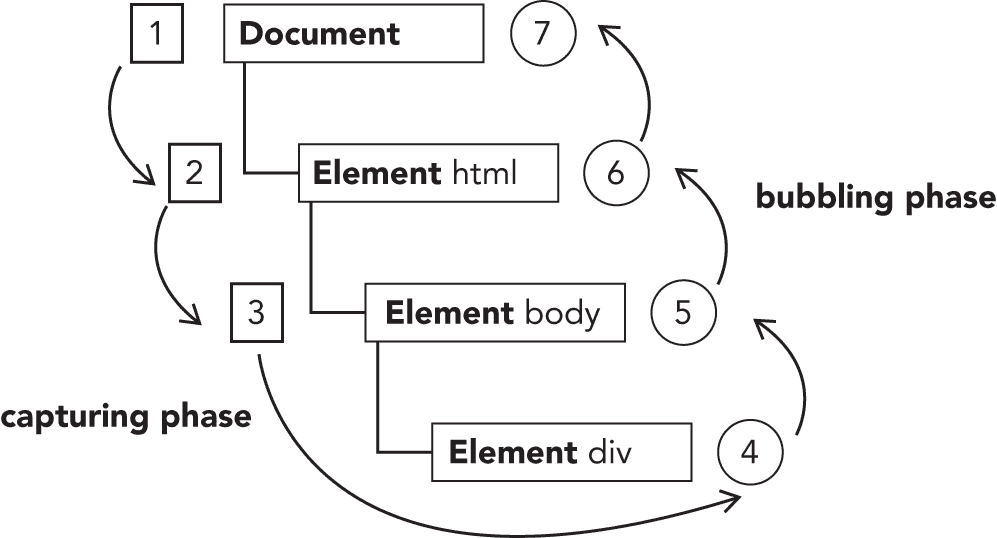 1 Document 7
2 Element html 6
bubbling phase
3 Element body 5
capturing phase
Element div 4